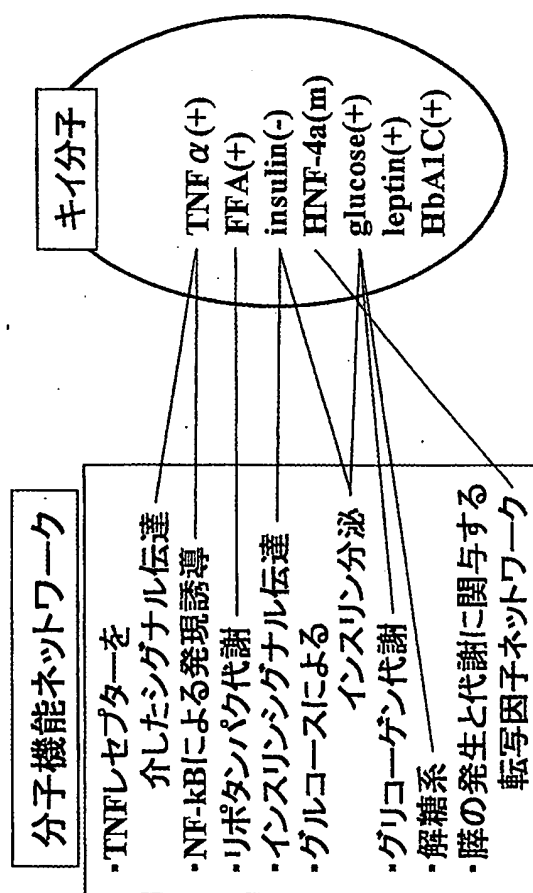 分子機能ネットワーク
・TNFレセプターを
介したシグナル伝達
・NF-kBによる発現誘導
・リポタンパク代謝
・インスリンシグナル伝達
・グルコースによる
インスリン分泌
・グリコーゲン代謝
・解糖系
・膵の発生と代謝に関与する
転写因子ネットワーク
キイ分子
TNFα(+)
FFA(+)
insulin(-)
HNF-4a(m)
glucose(+)
leptin(+)
HbA1C(+)